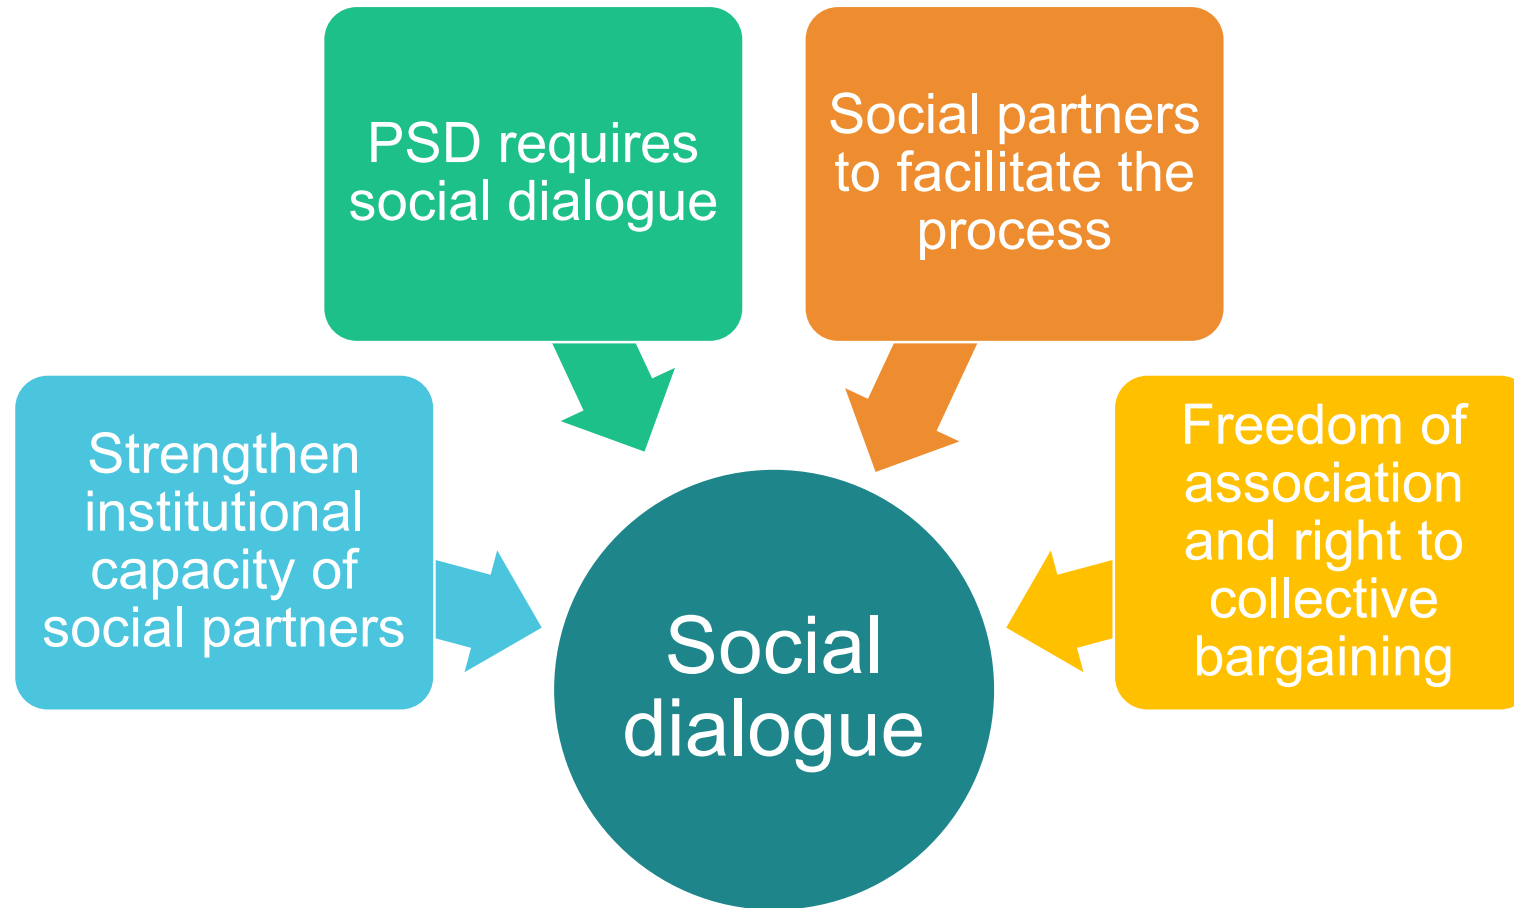 PSD requires
social dialogue
Social partners
to facilitate the
process
Strengthen
institutional
capacity of
social partners
Freedom of
association
and right to
collective
bargaining
Social
dialogue